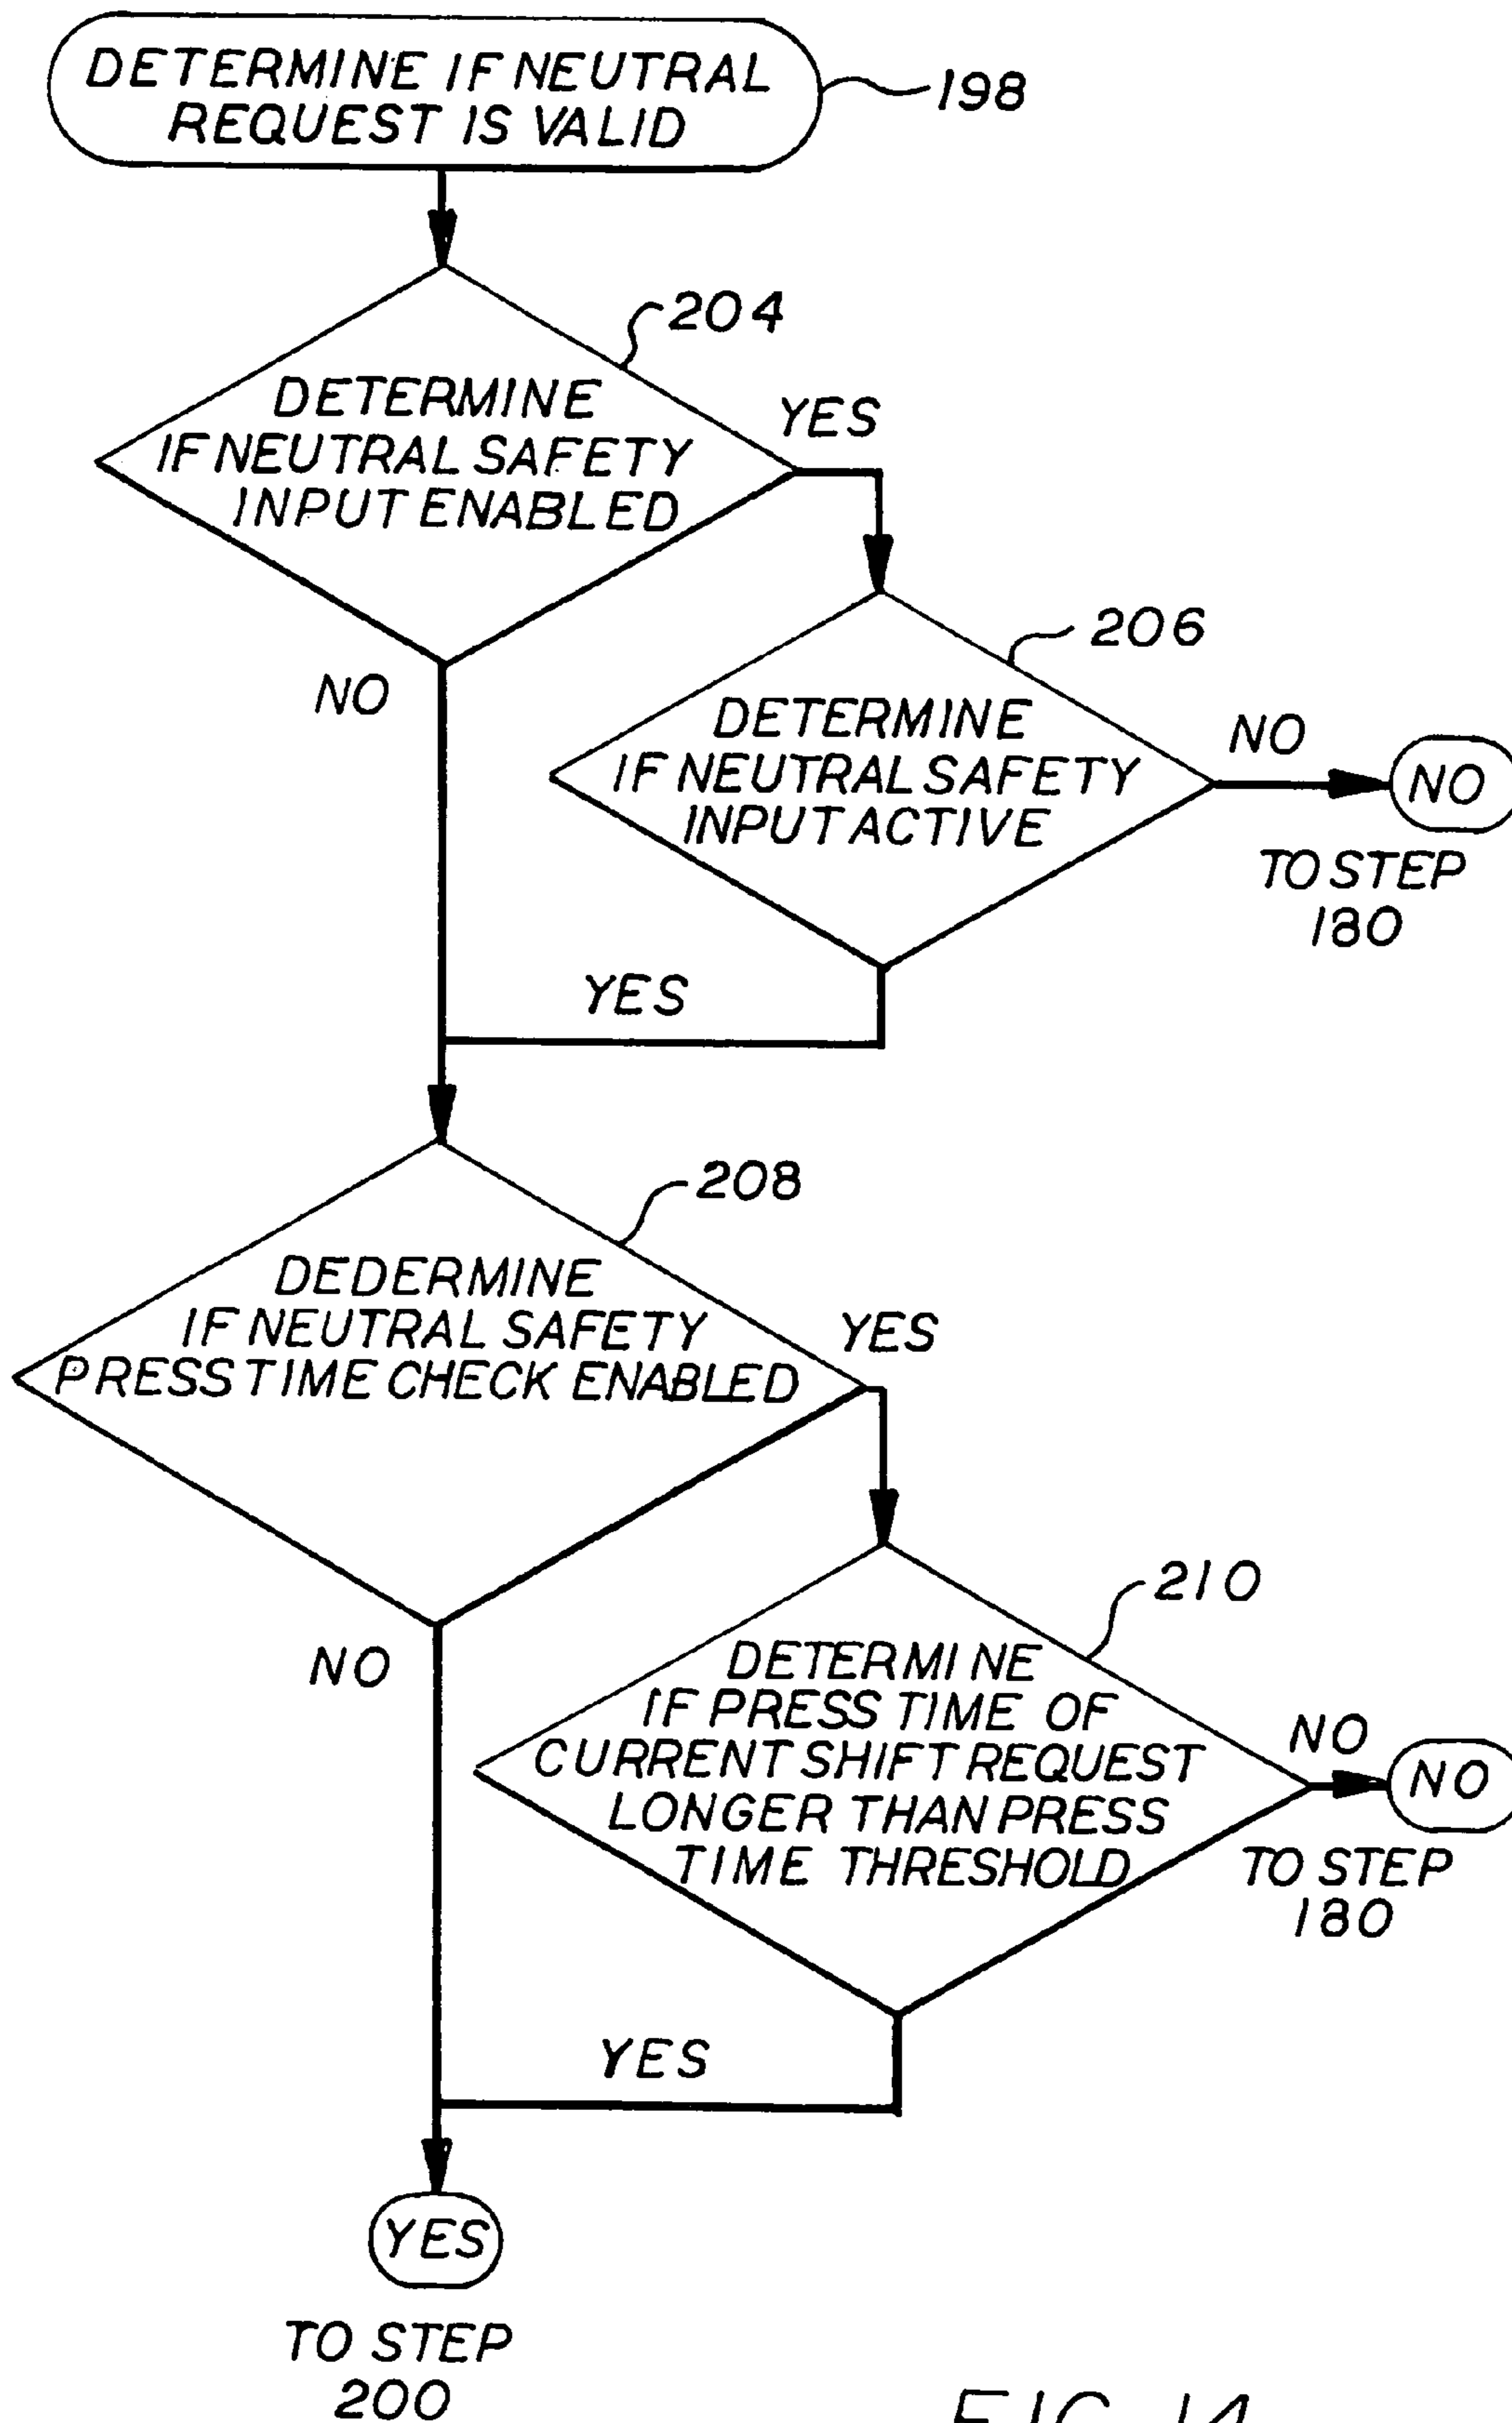 DETERMINE IF NEUTRAL
REQUEST IS VALID
198
204
DETERMINE
IF NEUTRAL SAFETY
INPUT ENABLED
YES
NO
206
DETERMINE
IF NEUTRAL SAFETY
INPUT ACTIVE
NO
NO
TO STEP
180
YES
208
DEDERMINE
IF NEUTRAL SAFETY
PRESS TIME CHECK ENABLED
YES
NO
210
DETERMINE
IF PRESS TIME OF
CURRENT SHIFT REQUEST
LONGER THAN PRESS
TIME THRESHOLD
NO
NO
TO STEP
180
YES
YES
TO STEP
200
FIG. 14